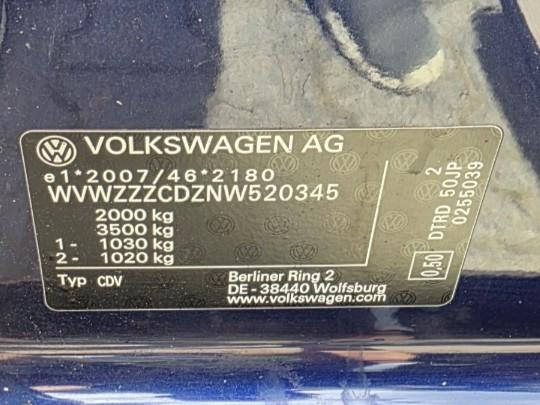 VOLKSWAGEN AG
e1*2007/46*2180
WVWZZZCDZNW520345
2000 kg
3500 kg
1- 1030 kg
2- 1020 kg
Typ CDV
Berliner Ring 2
DE-38440 Wolfsburg
www.volkswagen.com
0,50
DTRD 50JP 2
0255039